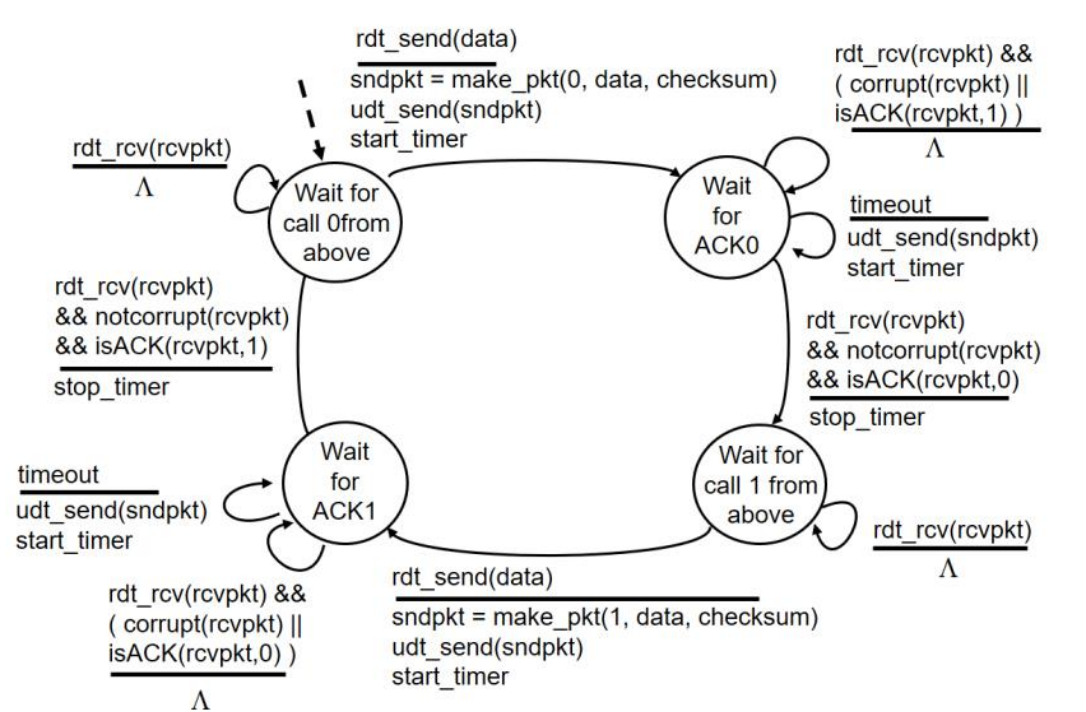 rdt_send(data)
sndpkt = make_pkt(0, data, checksum)
udt_send(sndpkt)
start_timer
rdt_rcv(rcvpkt) &&
( corrupt(rcvpkt) ||
isACK(rcvpkt,1) )
Λ
rdt_rcv(rcvpkt)
Λ
Wait for
call 0from
above
Wait
for
ACK0
timeout
udt_send(sndpkt)
start_timer
rdt_rcv(rcvpkt)
&& notcorrupt(rcvpkt)
&& isACK(rcvpkt,1)
stop_timer
rdt_rcv(rcvpkt)
&& notcorrupt(rcvpkt)
&& isACK(rcvpkt,0)
stop_timer
timeout
udt_send(sndpkt)
start_timer
Wait
for
ACK1
Wait for
call 1 from
above
rdt_rcv(rcvpkt)
Λ
rdt_rcv(rcvpkt) &&
( corrupt(rcvpkt) ||
isACK(rcvpkt,0) )
Λ
rdt_send(data)
sndpkt = make_pkt(1, data, checksum)
udt_send(sndpkt)
start_timer